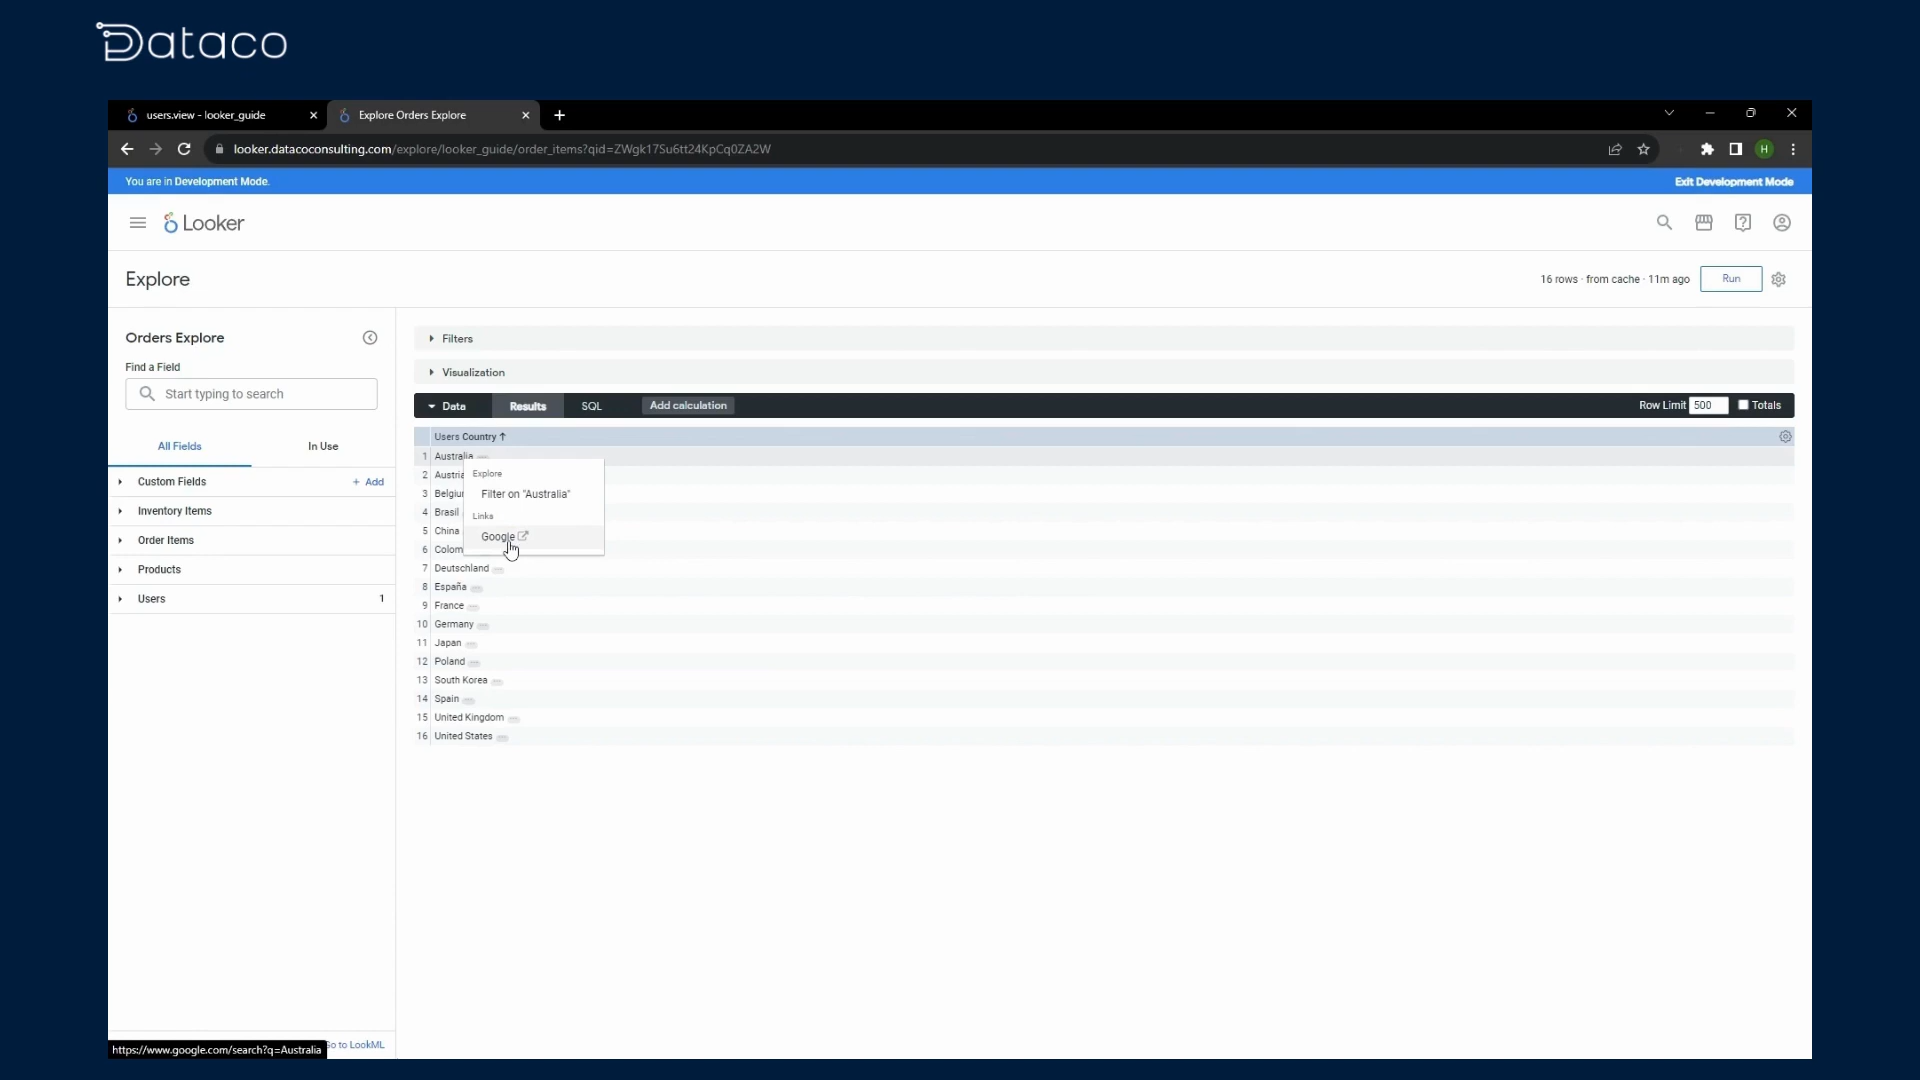 Dataco
users.view - looker_guide
Explore Orders Explore
looker.datacoconsulting.com/explore/looker_guide/order_items?qid=ZWgk17Su6tt24KpCq0ZA2W
H
You are in Development Mode.
Exit Development Mode
Looker
Explore
16 rows · from cache · 11m ago
Run
Orders Explore
Find a Field
Start typing to search
All Fields
In Use
Custom Fields
+ Add
Inventory Items
Order Items
Products
Users
1
Go to LookML
https://www.google.com/search?q=Australia
Filters
Visualization
Data
Results
SQL
Add calculation
Row Limit 500
Totals
Users Country ↑
1 Australia
2 Austria
3 Belgiu
4 Brasil
5 China
6 Colom
7 Deutschland
8 España
9 France
10 Germany
11 Japan
12 Poland
13 South Korea
14 Spain
15 United Kingdom
16 United States
Explore
Filter on "Australia"
Links
Google